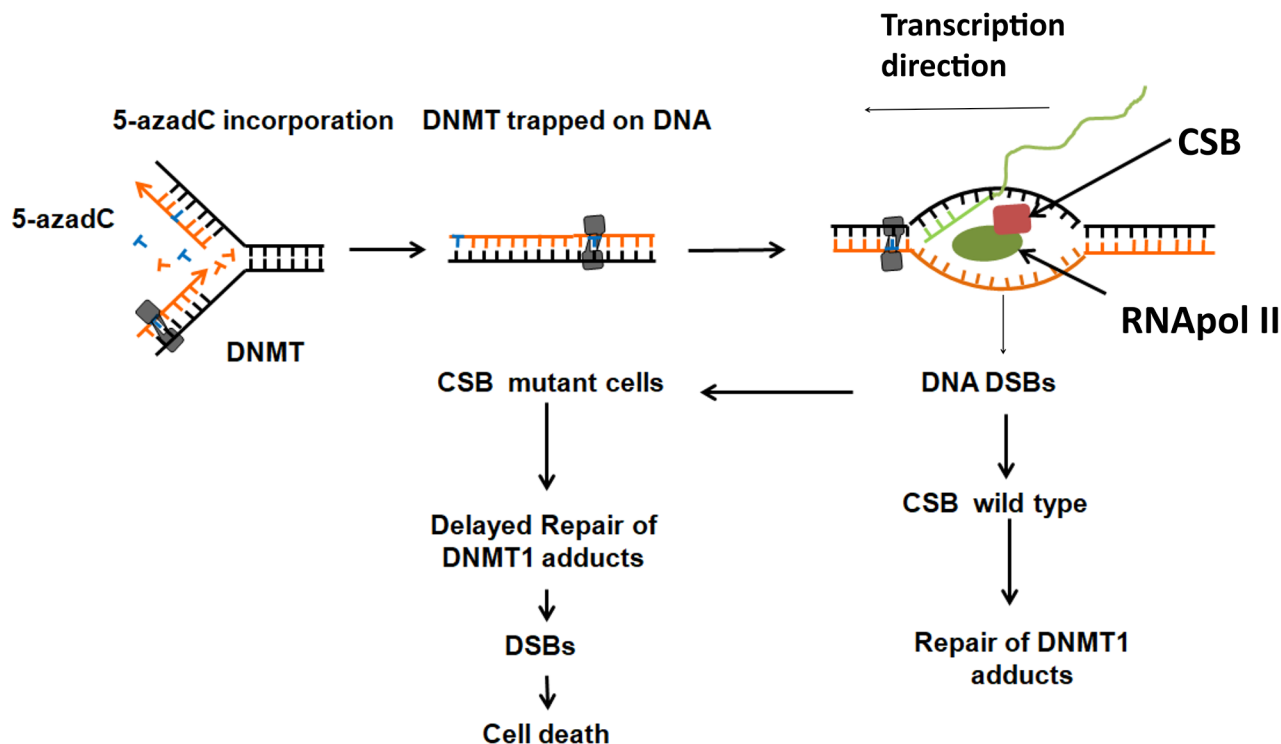 Transcription
direction
5-azadC incorporation
DNMT trapped on DNA
CSB
5-azadC
RNApol II
DNMT
CSB  mutant cells
DNA DSBs
CSB  wild type
Delayed Repair of
DNMT1 adducts
DSBs
Repair of DNMT1
adducts
Cell death